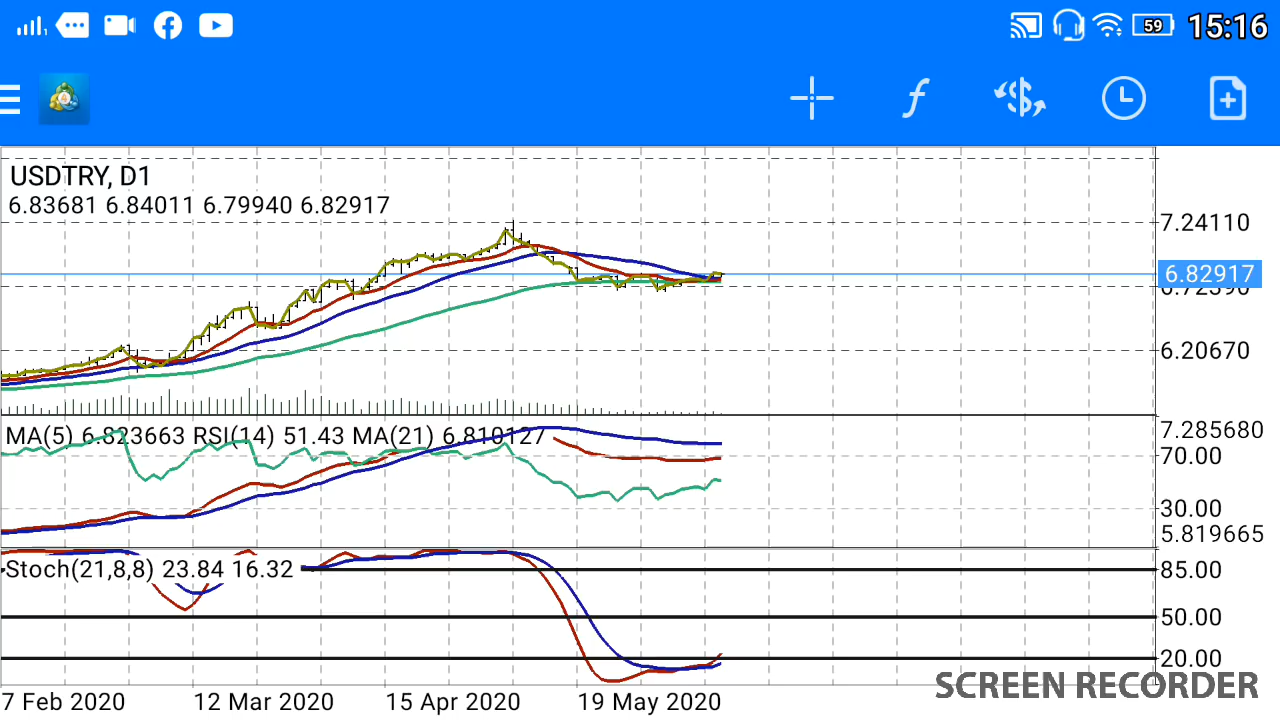 59 15:16
USDTRY, D1
6.83681 6.84011 6.79940 6.82917
7.24110
6.82917
6.72390
6.20670
MA(5) 6.823663 RSI(14) 51.43 MA(21) 6.810127
7.285680
70.00
30.00
5.819665
Stoch(21,8,8) 23.84 16.32
85.00
50.00
20.00
7 Feb 2020 12 Mar 2020 15 Apr 2020 19 May 2020
SCREEN RECORDER